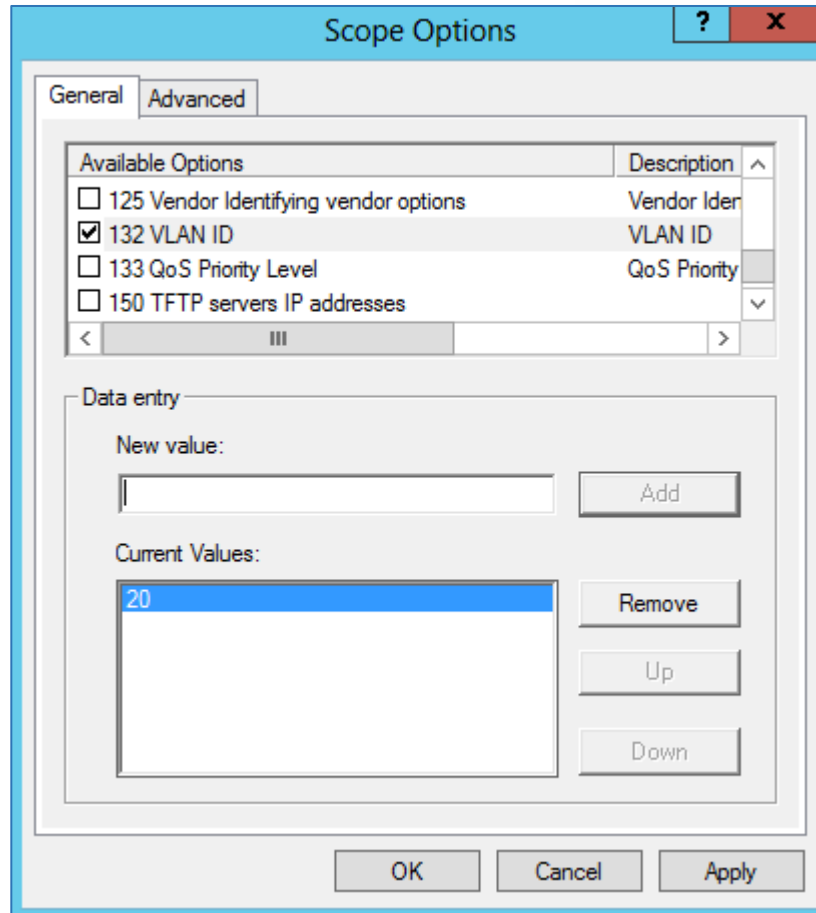 Scope Options
?
x
General
Advanced
Available Options
Description
125 Vendor Identifying vendor options
Vendor Iden
132 VLAN ID
VLAN ID
133 QoS Priority Level
QoS Priority
150 TFTP servers IP addresses
Data entry
New value:
Add
Current Values:
20
Remove
Up
Down
OK
Cancel
Apply